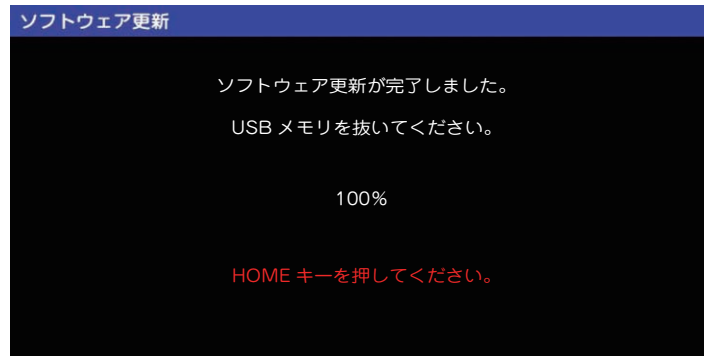 ソフトウェア更新
ソフトウェア更新が完了しました。
USB メモリを抜いてください。
100%
HOME キーを押してください。